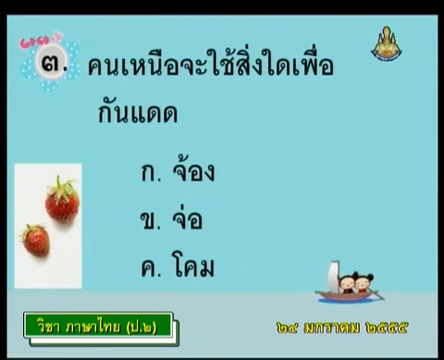 ๓. คนเหนือจะใช้สิ่งใดเพื่อ
กันแดด
ก. จ้อง
ข. จ่อ
ค. โคม
วิชา ภาษาไทย (ป.๒)
๒๔ มกราคม ๒๕๕๕